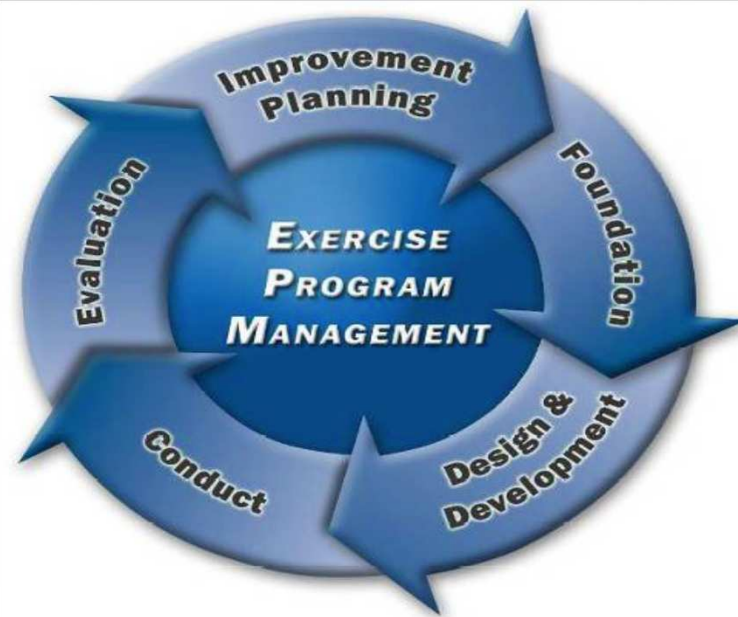 Improvement
Planning
Foundation
Design &
Development
Conduct
Evaluation
EXERCISE
PROGRAM
MANAGEMENT